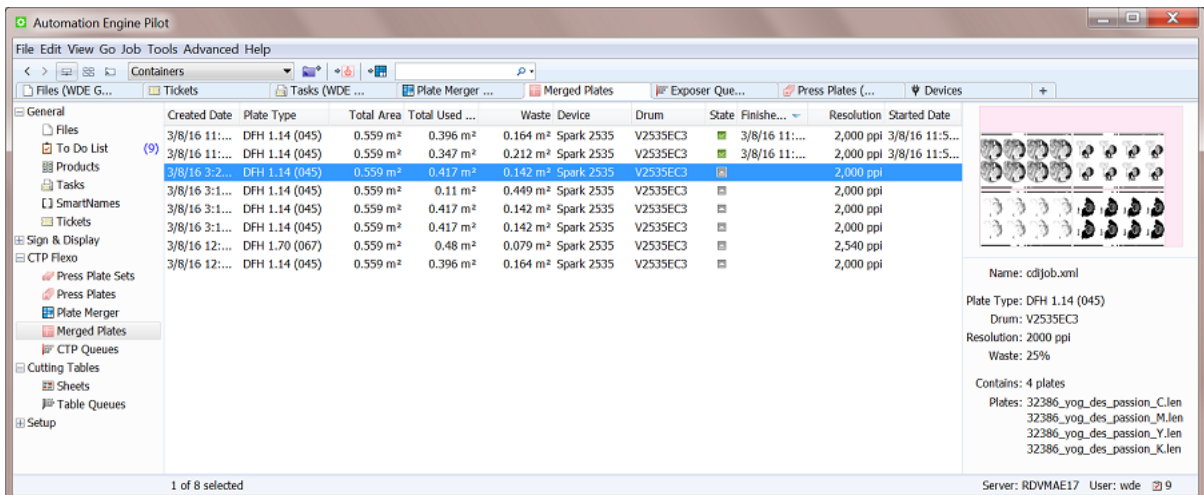 Automation Engine Pilot
File Edit View Go Job Tools Advanced Help
Containers
Files (WDE G... Tickets Tasks (WDE ... Plate Merger ... Merged Plates Exposer Que... Press Plates (... Devices +
General
Files
To Do List (9)
Products
Tasks
SmartNames
Tickets
Sign & Display
CTP Flexo
Press Plate Sets
Press Plates
Plate Merger
Merged Plates
CTP Queues
Cutting Tables
Sheets
Table Queues
Setup
Created Date Plate Type Total Area Total Used ... Waste Device Drum State Finishe... Resolution Started Date
3/8/16 11:... DFH 1.14 (045) 0.559 m² 0.396 m² 0.164 m² Spark 2535 V2535EC3 3/8/16 11:... 2,000 ppi 3/8/16 11:5...
3/8/16 11:... DFH 1.14 (045) 0.559 m² 0.347 m² 0.212 m² Spark 2535 V2535EC3 3/8/16 11:... 2,000 ppi 3/8/16 11:5...
3/8/16 3:2... DFH 1.14 (045) 0.559 m² 0.417 m² 0.142 m² Spark 2535 V2535EC3 2,000 ppi
3/8/16 3:1... DFH 1.14 (045) 0.559 m² 0.11 m² 0.449 m² Spark 2535 V2535EC3 2,000 ppi
3/8/16 3:1... DFH 1.14 (045) 0.559 m² 0.417 m² 0.142 m² Spark 2535 V2535EC3 2,000 ppi
3/8/16 3:1... DFH 1.14 (045) 0.559 m² 0.417 m² 0.142 m² Spark 2535 V2535EC3 2,000 ppi
3/8/16 12:... DFH 1.70 (067) 0.559 m² 0.48 m² 0.079 m² Spark 2535 V2535EC3 2,540 ppi
3/8/16 12:... DFH 1.14 (045) 0.559 m² 0.396 m² 0.164 m² Spark 2535 V2535EC3 2,000 ppi
Name: cdijob.xml
Plate Type: DFH 1.14 (045)
Drum: V2535EC3
Resolution: 2000 ppi
Waste: 25%
Contains: 4 plates
Plates: 32386_yog_des_passion_C.len
32386_yog_des_passion_M.len
32386_yog_des_passion_Y.len
32386_yog_des_passion_K.len
1 of 8 selected
Server: RDVMAE17 User: wde 9